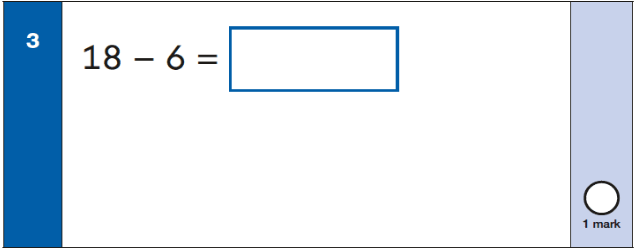 3
18 – 6 =
1 mark